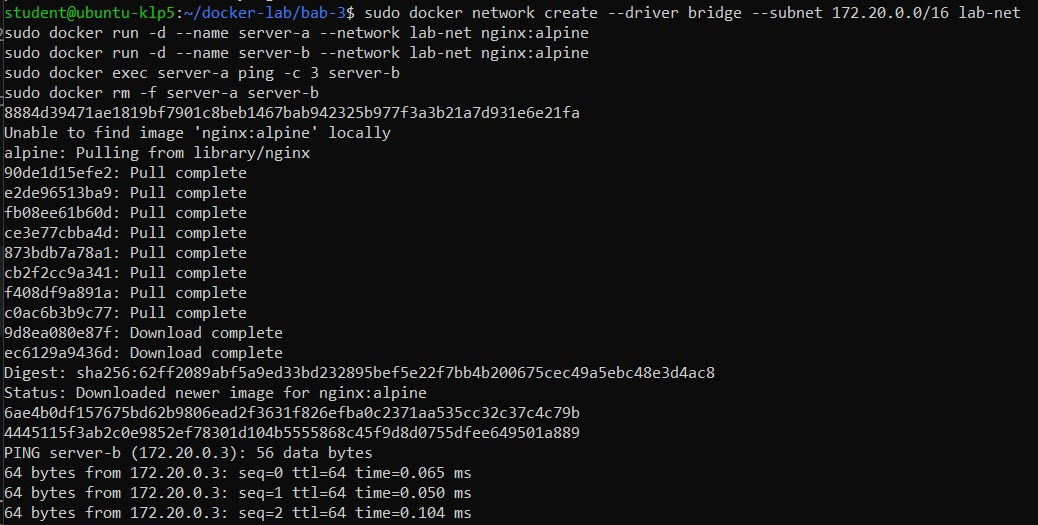 student@ubuntu-klp5:~/docker-lab/bab-3$ sudo docker network create --driver bridge --subnet 172.20.0.0/16 lab-net
sudo docker run -d --name server-a --network lab-net nginx:alpine
sudo docker run -d --name server-b --network lab-net nginx:alpine
sudo docker exec server-a ping -c 3 server-b
sudo docker rm -f server-a server-b
8884d39471ae1819bf7901c8beb1467bab942325b977f3a3b21a7d931e6e21fa
Unable to find image 'nginx:alpine' locally
alpine: Pulling from library/nginx
90de1d15efe2: Pull complete
e2de96513ba9: Pull complete
fb08ee61b60d: Pull complete
ce3e77cbba4d: Pull complete
873bdb7a78a1: Pull complete
cb2f2cc9a341: Pull complete
f408df9a891a: Pull complete
c0ac6b3b9c77: Pull complete
9d8ea080e87f: Download complete
ec6129a9436d: Download complete
Digest: sha256:62ff2089abf5a9ed33bd232895bef5e22f7bb4b200675cec49a5ebc48e3d4ac8
Status: Downloaded newer image for nginx:alpine
6ae4b0df157675bd62b9806ead2f3631f826efba0c2371aa535cc32c37c4c79b
4445115f3ab2c0e9852ef78301d104b5555868c45f9d8d0755dfee649501a889
PING server-b (172.20.0.3): 56 data bytes
64 bytes from 172.20.0.3: seq=0 ttl=64 time=0.065 ms
64 bytes from 172.20.0.3: seq=1 ttl=64 time=0.050 ms
64 bytes from 172.20.0.3: seq=2 ttl=64 time=0.104 ms